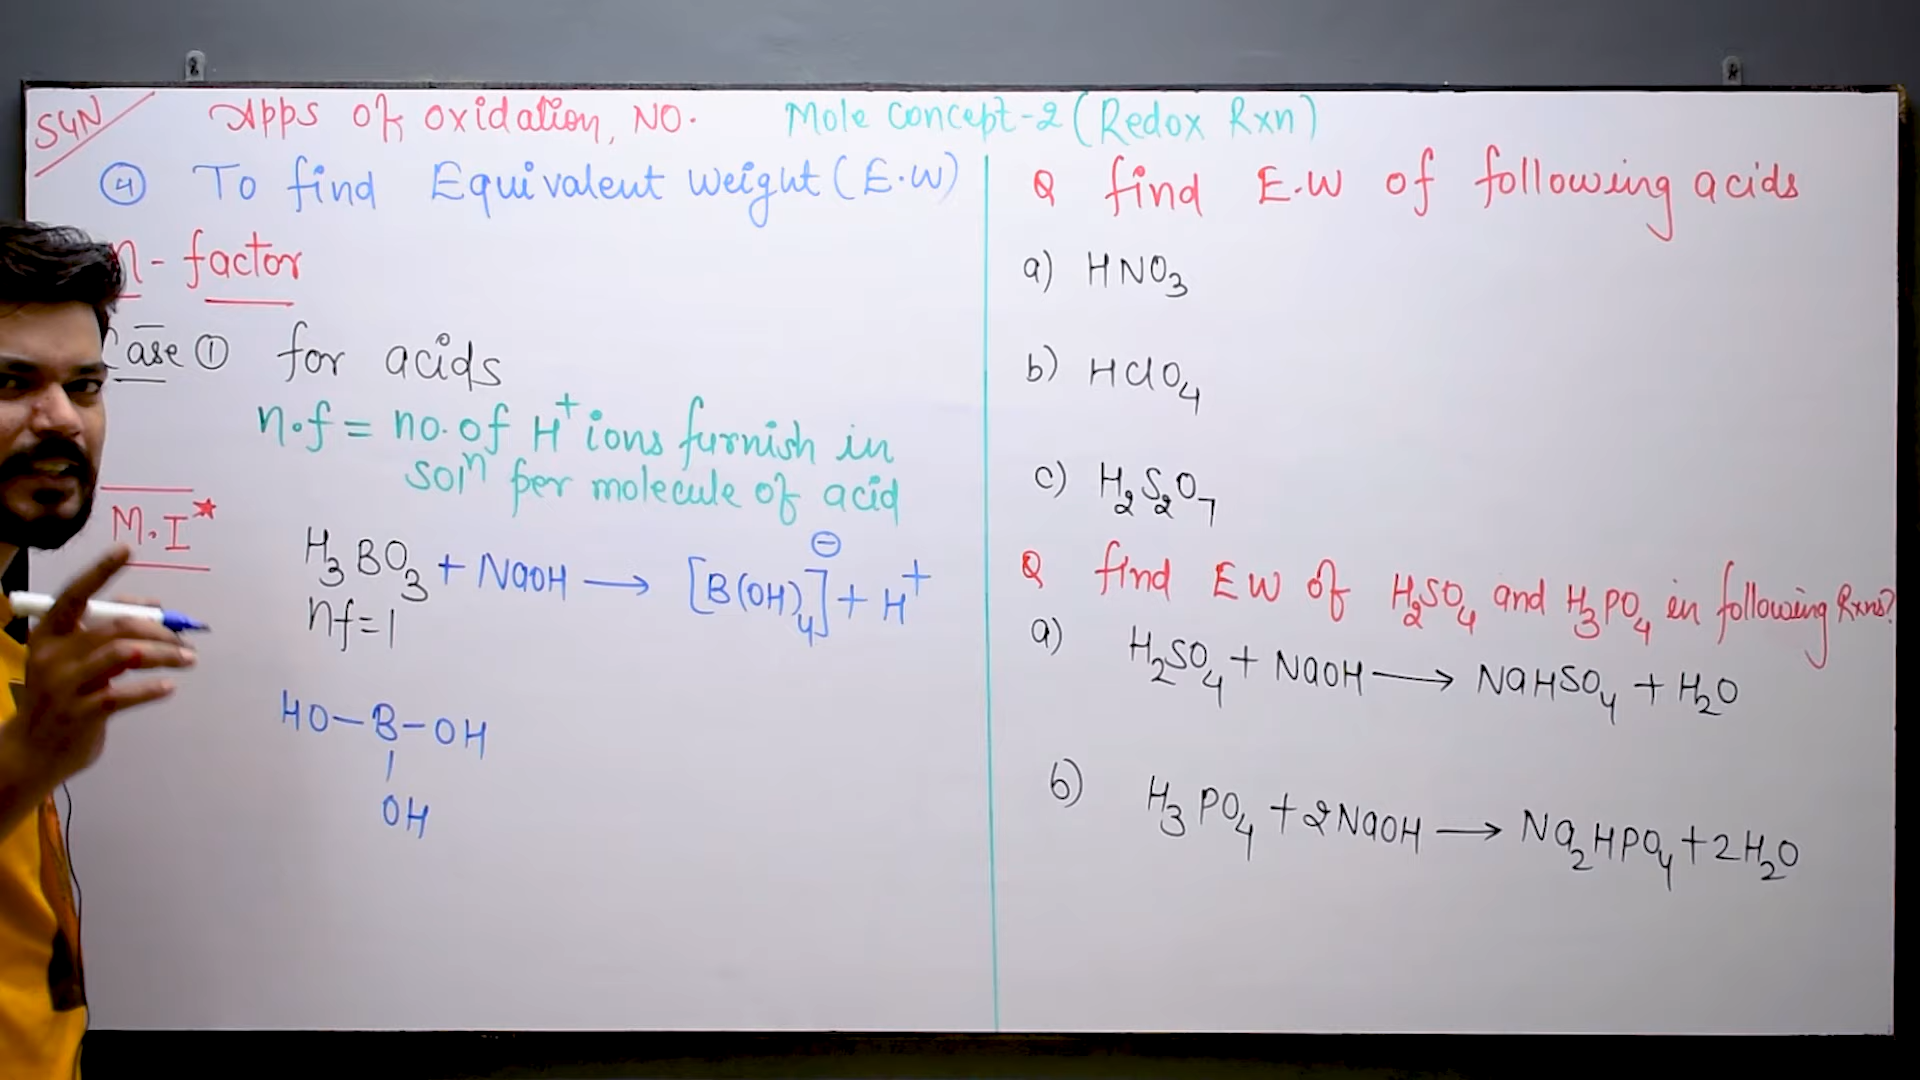 SGN
Apps of oxidation, NO. Mole Concept-2 (Redox Rxn)
④ To find Equivalent weight (E.W)
n-factor
Case ① for acids
n.f = no. of H⁺ ions furnish in
solⁿ per molecule of acid
M.I*
H₃BO₃ + NaOH ⟶ [B(OH)₄]⊖ + H⁺
nf=1
HO—B—OH
|
OH
Q find E.W of following acids
a) HNO₃
b) HClO₄
c) H₂S₂O₇
Q find EW of H₂SO₄ and H₃PO₄ in following Rxns?
a) H₂SO₄ + NaOH ⟶ NaHSO₄ + H₂O
b) H₃PO₄ + 2NaOH ⟶ Na₂HPO₄ + 2H₂O